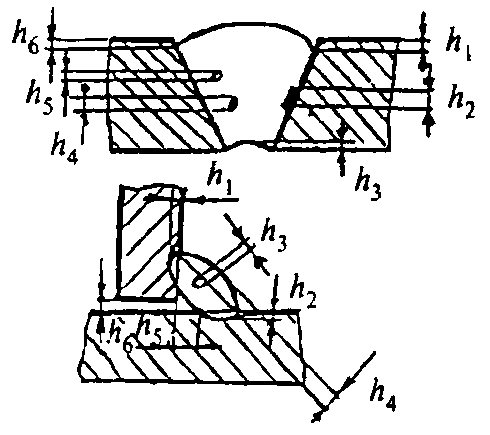 h₆ h₁
h₅ h₂
h₄ h₃
h₁
h₃
h₂
h₆ h₅
h₄